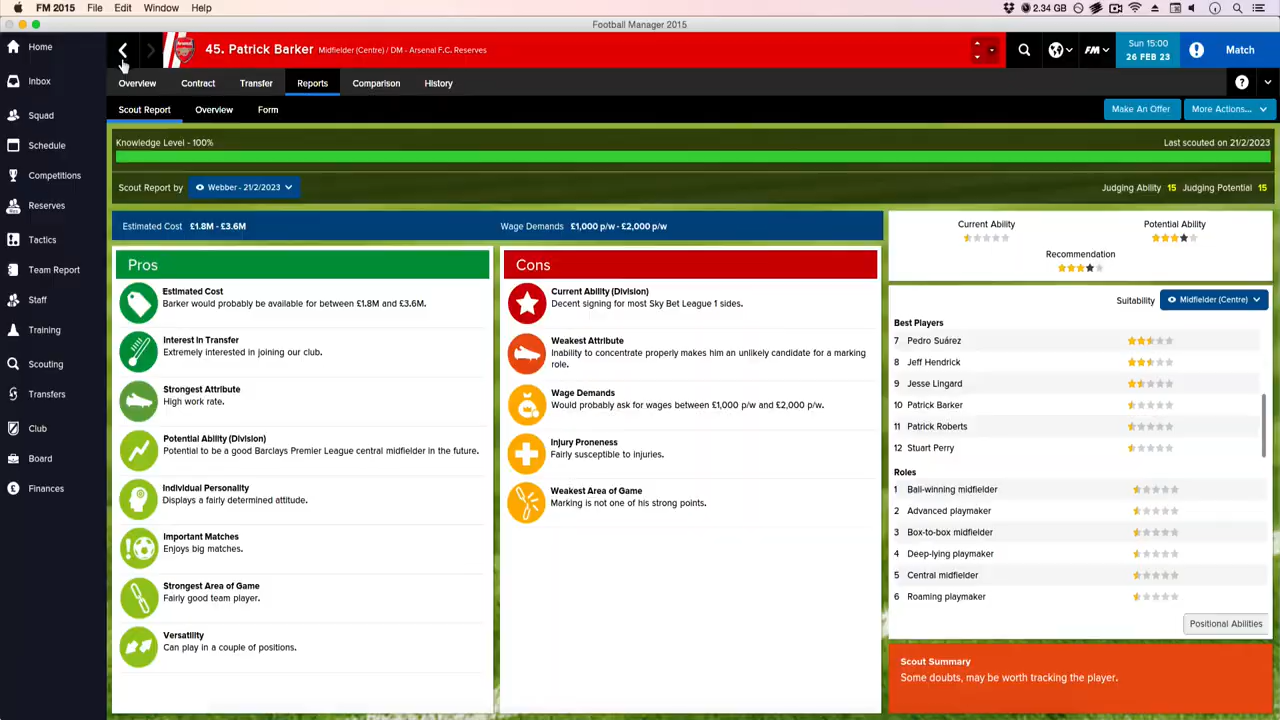 FM 2015 File Edit Window Help
2.34 GB
Football Manager 2015
Home
Inbox
Squad
Schedule
Competitions
Reserves
Tactics
Team Report
Staff
Training
Scouting
Transfers
Club
Board
Finances
45. Patrick Barker Midfielder (Centre) / DM - Arsenal F.C. Reserves
FM
Sun 15:00
26 FEB 23
Match
Overview Contract Transfer Reports Comparison History
?
Scout Report Overview Form
Make An Offer More Actions...
Knowledge Level - 100% Last scouted on 21/2/2023
Scout Report by Webber - 21/2/2023 Judging Ability 15 Judging Potential 15
Estimated Cost £1.8M - £3.6M Wage Demands £1,000 p/w - £2,000 p/w
Pros
Estimated Cost
Barker would probably be available for between £1.8M and £3.6M.
Interest In Transfer
Extremely interested in joining our club.
Strongest Attribute
High work rate.
Potential Ability (Division)
Potential to be a good Barclays Premier League central midfielder in the future.
Individual Personality
Displays a fairly determined attitude.
Important Matches
Enjoys big matches.
Strongest Area of Game
Fairly good team player.
Versatility
Can play in a couple of positions.
Cons
Current Ability (Division)
Decent signing for most Sky Bet League 1 sides.
Weakest Attribute
Inability to concentrate properly makes him an unlikely candidate for a marking
role.
Wage Demands
Would probably ask for wages between £1,000 p/w and £2,000 p/w.
Injury Proneness
Fairly susceptible to injuries.
Weakest Area of Game
Marking is not one of his strong points.
Current Ability Potential Ability
Recommendation
Suitability Midfielder (Centre)
Best Players
7 Pedro Suárez
8 Jeff Hendrick
9 Jesse Lingard
10 Patrick Barker
11 Patrick Roberts
12 Stuart Perry
Roles
1 Ball-winning midfielder
2 Advanced playmaker
3 Box-to-box midfielder
4 Deep-lying playmaker
5 Central midfielder
6 Roaming playmaker
Positional Abilities
Scout Summary
Some doubts, may be worth tracking the player.